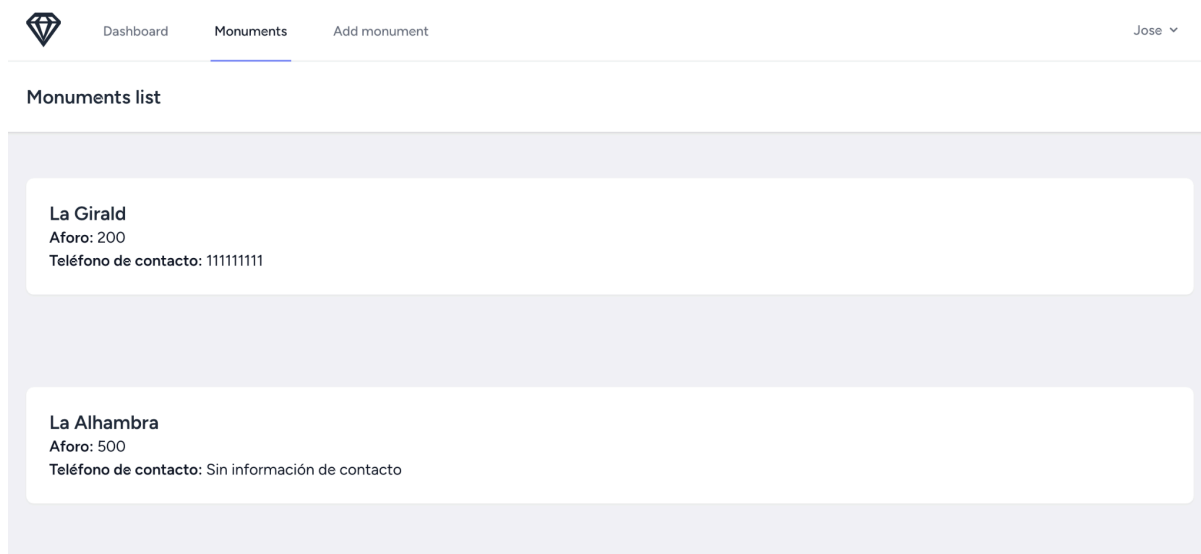 Dashboard Monuments Add monument Jose
Monuments list
La Girald
Aforo: 200
Teléfono de contacto: 111111111
La Alhambra
Aforo: 500
Teléfono de contacto: Sin información de contacto